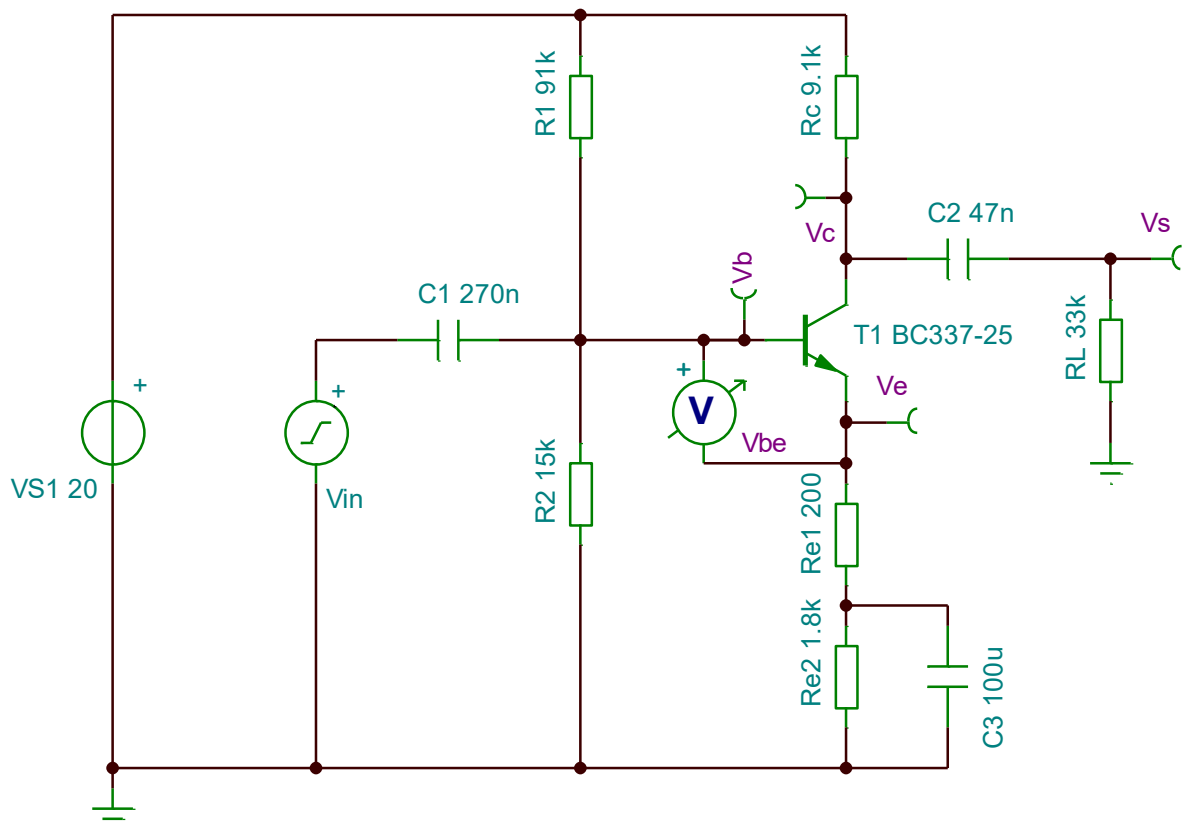 R1 91k
Rc 9.1k
C2 47n
Vs
Vc
Vb
C1 270n
T1 BC337-25
RL 33k
+
+
+
V
Ve
Vbe
VS1 20
Vin
R2 15k
Re1 200
Re2 1.8k
C3 100u